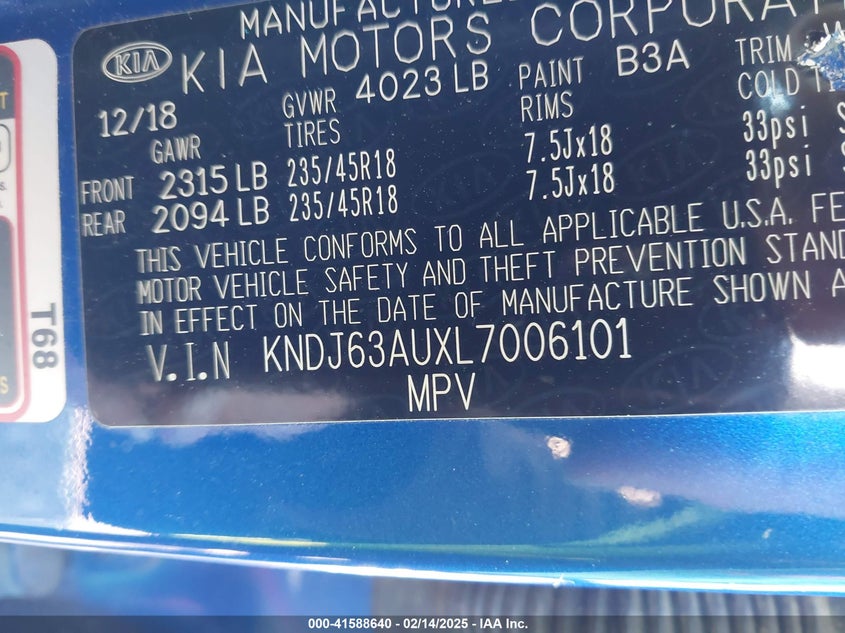 MANUFACTURED
KIA KIA MOTORS CORPORAT
12/18 GVWR 4023 LB PAINT B3A TRIM
GAWR TIRES RIMS COLD
FRONT 2315 LB 235/45R18 7.5Jx18 33psi
REAR 2094 LB 235/45R18 7.5Jx18 33psi
THIS VEHICLE CONFORMS TO ALL APPLICABLE U.S.A. FE
MOTOR VEHICLE SAFETY AND THEFT PREVENTION STAND
IN EFFECT ON THE DATE OF MANUFACTURE SHOWN A
V.I.N KNDJ63AUXL7006101
MPV
T68
000-41588640 - 02/14/2025 - IAA Inc.